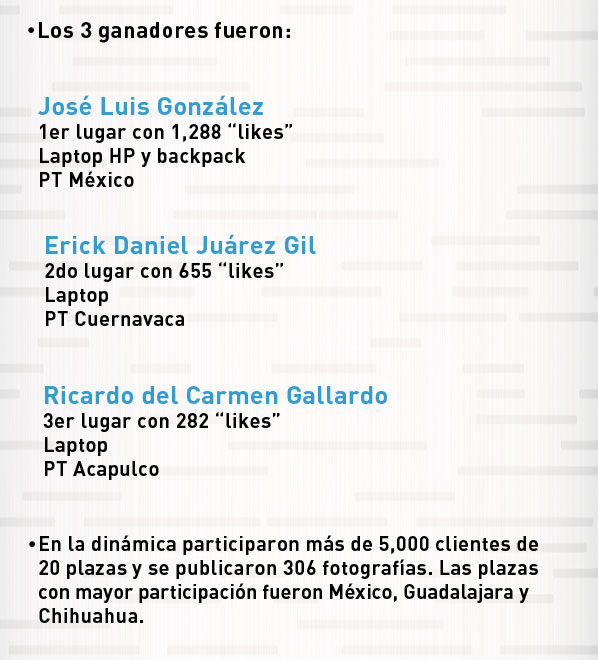 •Los 3 ganadores fueron:
José Luis González
1er lugar con 1,288 “likes”
Laptop HP y backpack
PT México
Erick Daniel Juárez Gil
2do lugar con 655 “likes”
Laptop
PT Cuernavaca
Ricardo del Carmen Gallardo
3er lugar con 282 “likes”
Laptop
PT Acapulco
•En la dinámica participaron más de 5,000 clientes de
20 plazas y se publicaron 306 fotografías. Las plazas
con mayor participación fueron México, Guadalajara y
Chihuahua.